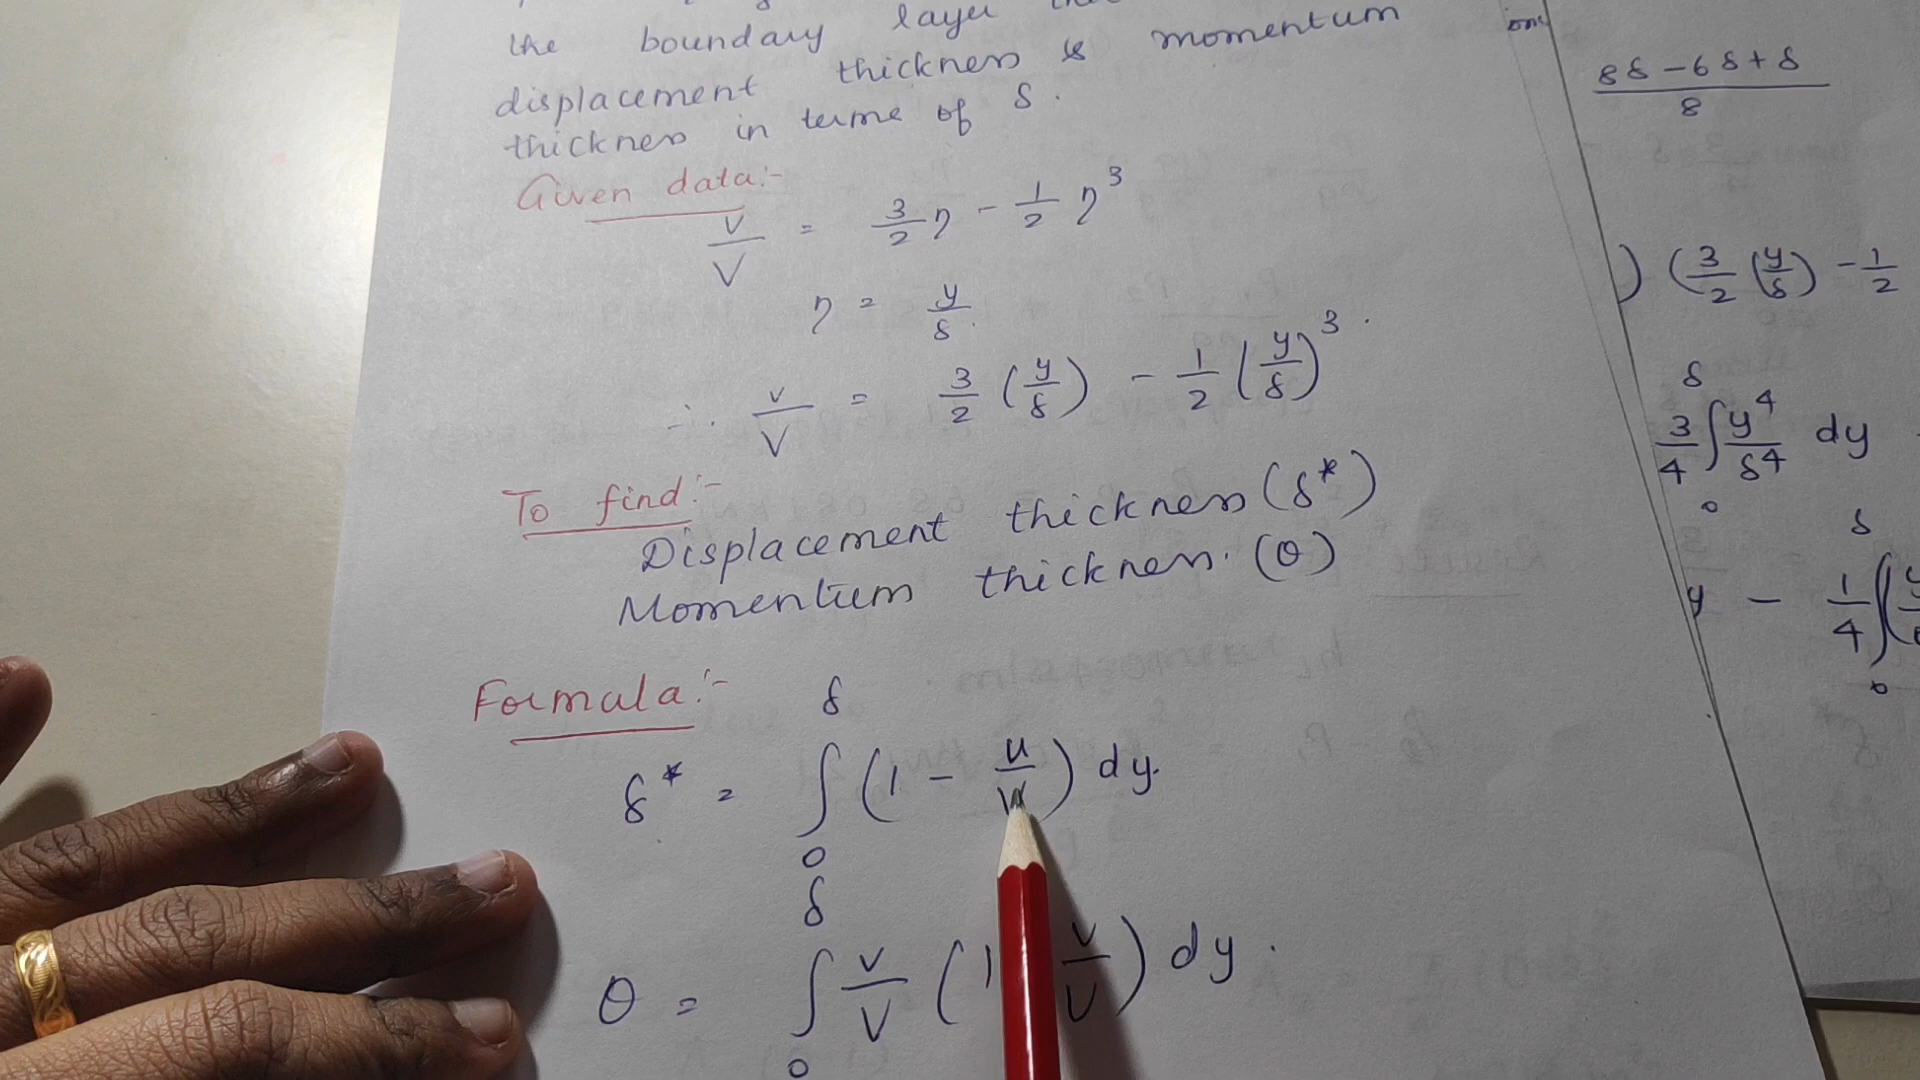 the boundary layer
displacement thickness & momentum
thickness in terms of δ.
Given data:-
v/V = 3/2 η - 1/2 η³
η = y/δ.
∴ v/V = 3/2 (y/δ) - 1/2 (y/δ)³.
To find:-
Displacement thickness (δ*)
Momentum thickness. (θ)
Formula:-
δ* = ∫₀^δ (1 - u/V) dy.
θ = ∫₀^δ v/V (1 v/V) dy.
8δ - 6δ + δ / 8
) (3/2 (y/δ) - 1/2
3/4 ∫₀^δ y⁴/δ⁴ dy
y - 1/4 ∫₀^δ (y